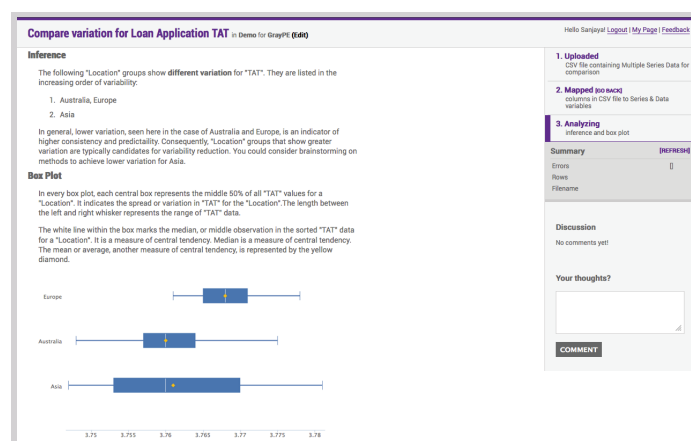 Compare variation for Loan Application TAT in Demo for GrayPE (Edit)
Hello Sanjaya! Logout | My Page | Feedback
Inference
The following "Location" groups show different variation for "TAT". They are listed in the
increasing order of variability:
1. Australia, Europe
2. Asia
In general, lower variation, seen here in the case of Australia and Europe, is an indicator of
higher consistency and predictaility. Consequently, "Location" groups that show greater
variation are typically candidates for variability reduction. You could consider brainstorming on
methods to achieve lower variation for Asia.
Box Plot
In every box plot, each central box represents the middle 50% of all "TAT" values for a
"Location". It indicates the spread or variation in "TAT" for the "Location".The length between
the left and right whisker represents the range of "TAT" data.
The white line within the box marks the median, or middle observation in the sorted "TAT" data
for a "Location". It is a measure of central tendency. Median is a measure of central tendency.
The mean or average, another measure of central tendency, is represented by the yellow
diamond.
Europe
Australia
Asia
3.75 3.755 3.76 3.765 3.77 3.775 3.78
1. Uploaded
CSV file containing Multiple Series Data for
comparison
2. Mapped [GO BACK]
columns in CSV file to Series & Data
variables
3. Analyzing
inference and box plot
Summary [REFRESH]
Errors []
Rows
Filename
Discussion
No comments yet!
Your thoughts?
COMMENT